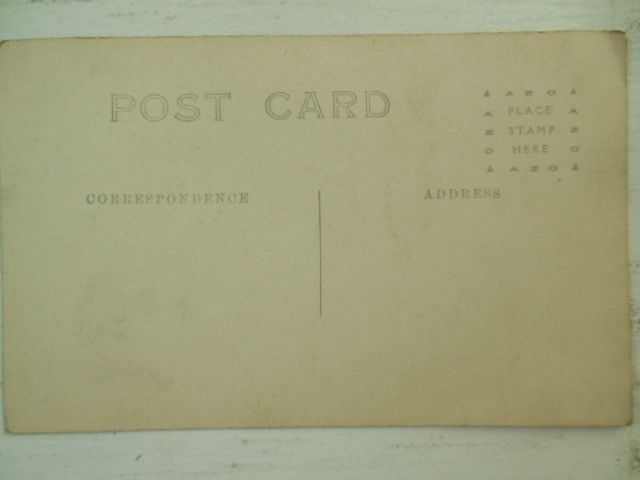 POST CARD
▲ AZO ▲
A PLACE A
Z STAMP Z
O HERE O
▲ AZO ▲
CORRESPONDENCE
ADDRESS